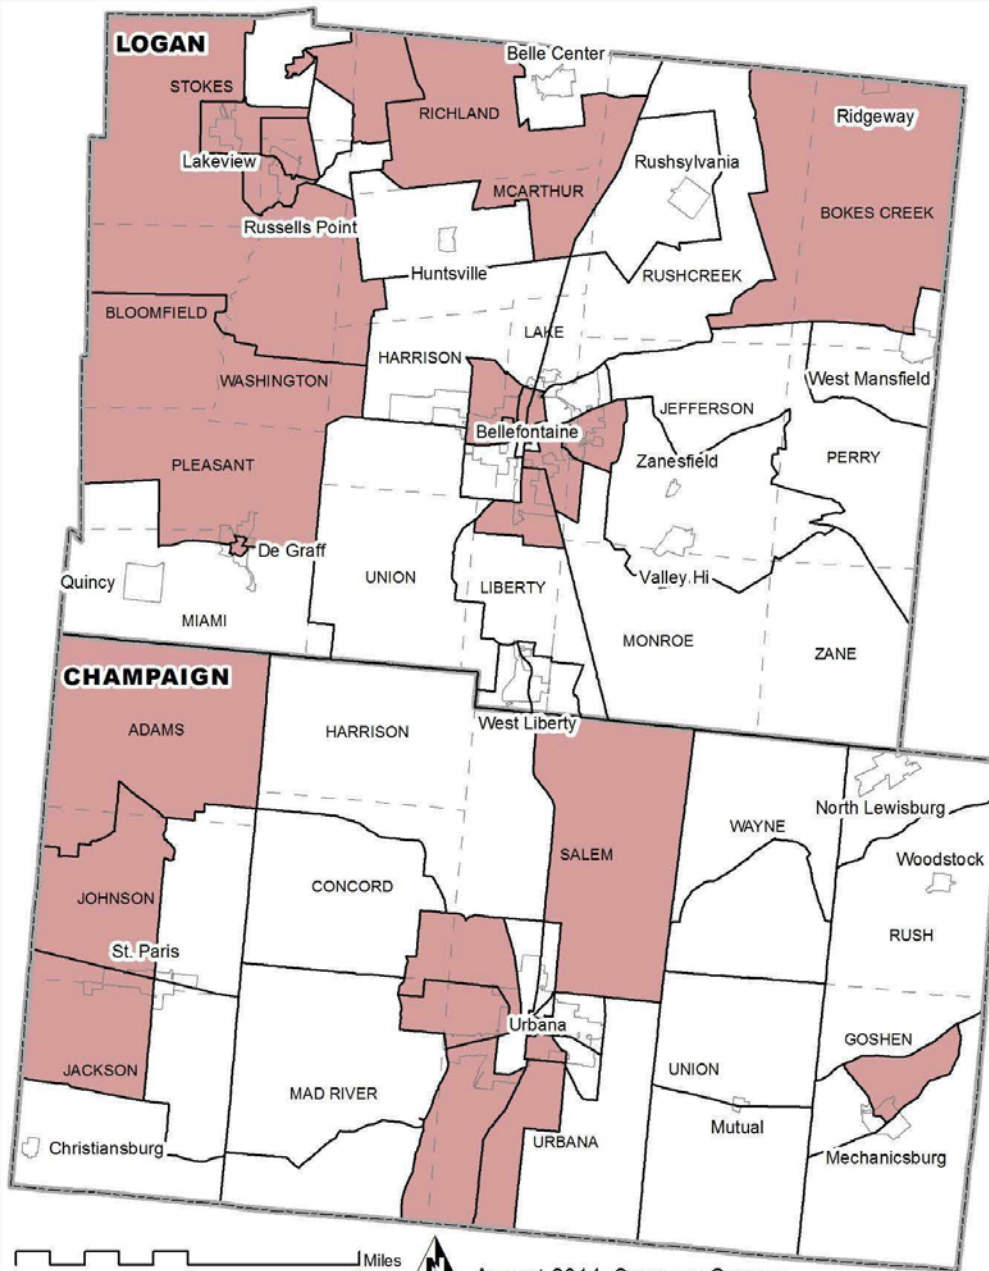 LOGAN
Belle Center
STOKES
RICHLAND
Ridgeway
Lakeview
Rushsylvania
MCARTHUR
BOKES CREEK
Russells Point
Huntsville
RUSHCREEK
BLOOMFIELD
LAKE
HARRISON
WASHINGTON
West Mansfield
JEFFERSON
Bellefontaine
PLEASANT
Zanesfield
PERRY
De Graff
Quincy
UNION
LIBERTY
Valley Hi
MIAMI
MONROE
ZANE
CHAMPAIGN
West Liberty
ADAMS
HARRISON
North Lewisburg
WAYNE
SALEM
Woodstock
CONCORD
JOHNSON
RUSH
St. Paris
Urbana
GOSHEN
JACKSON
UNION
MAD RIVER
Mutual
URBANA
Christiansburg
Mechanicsburg
Miles
N